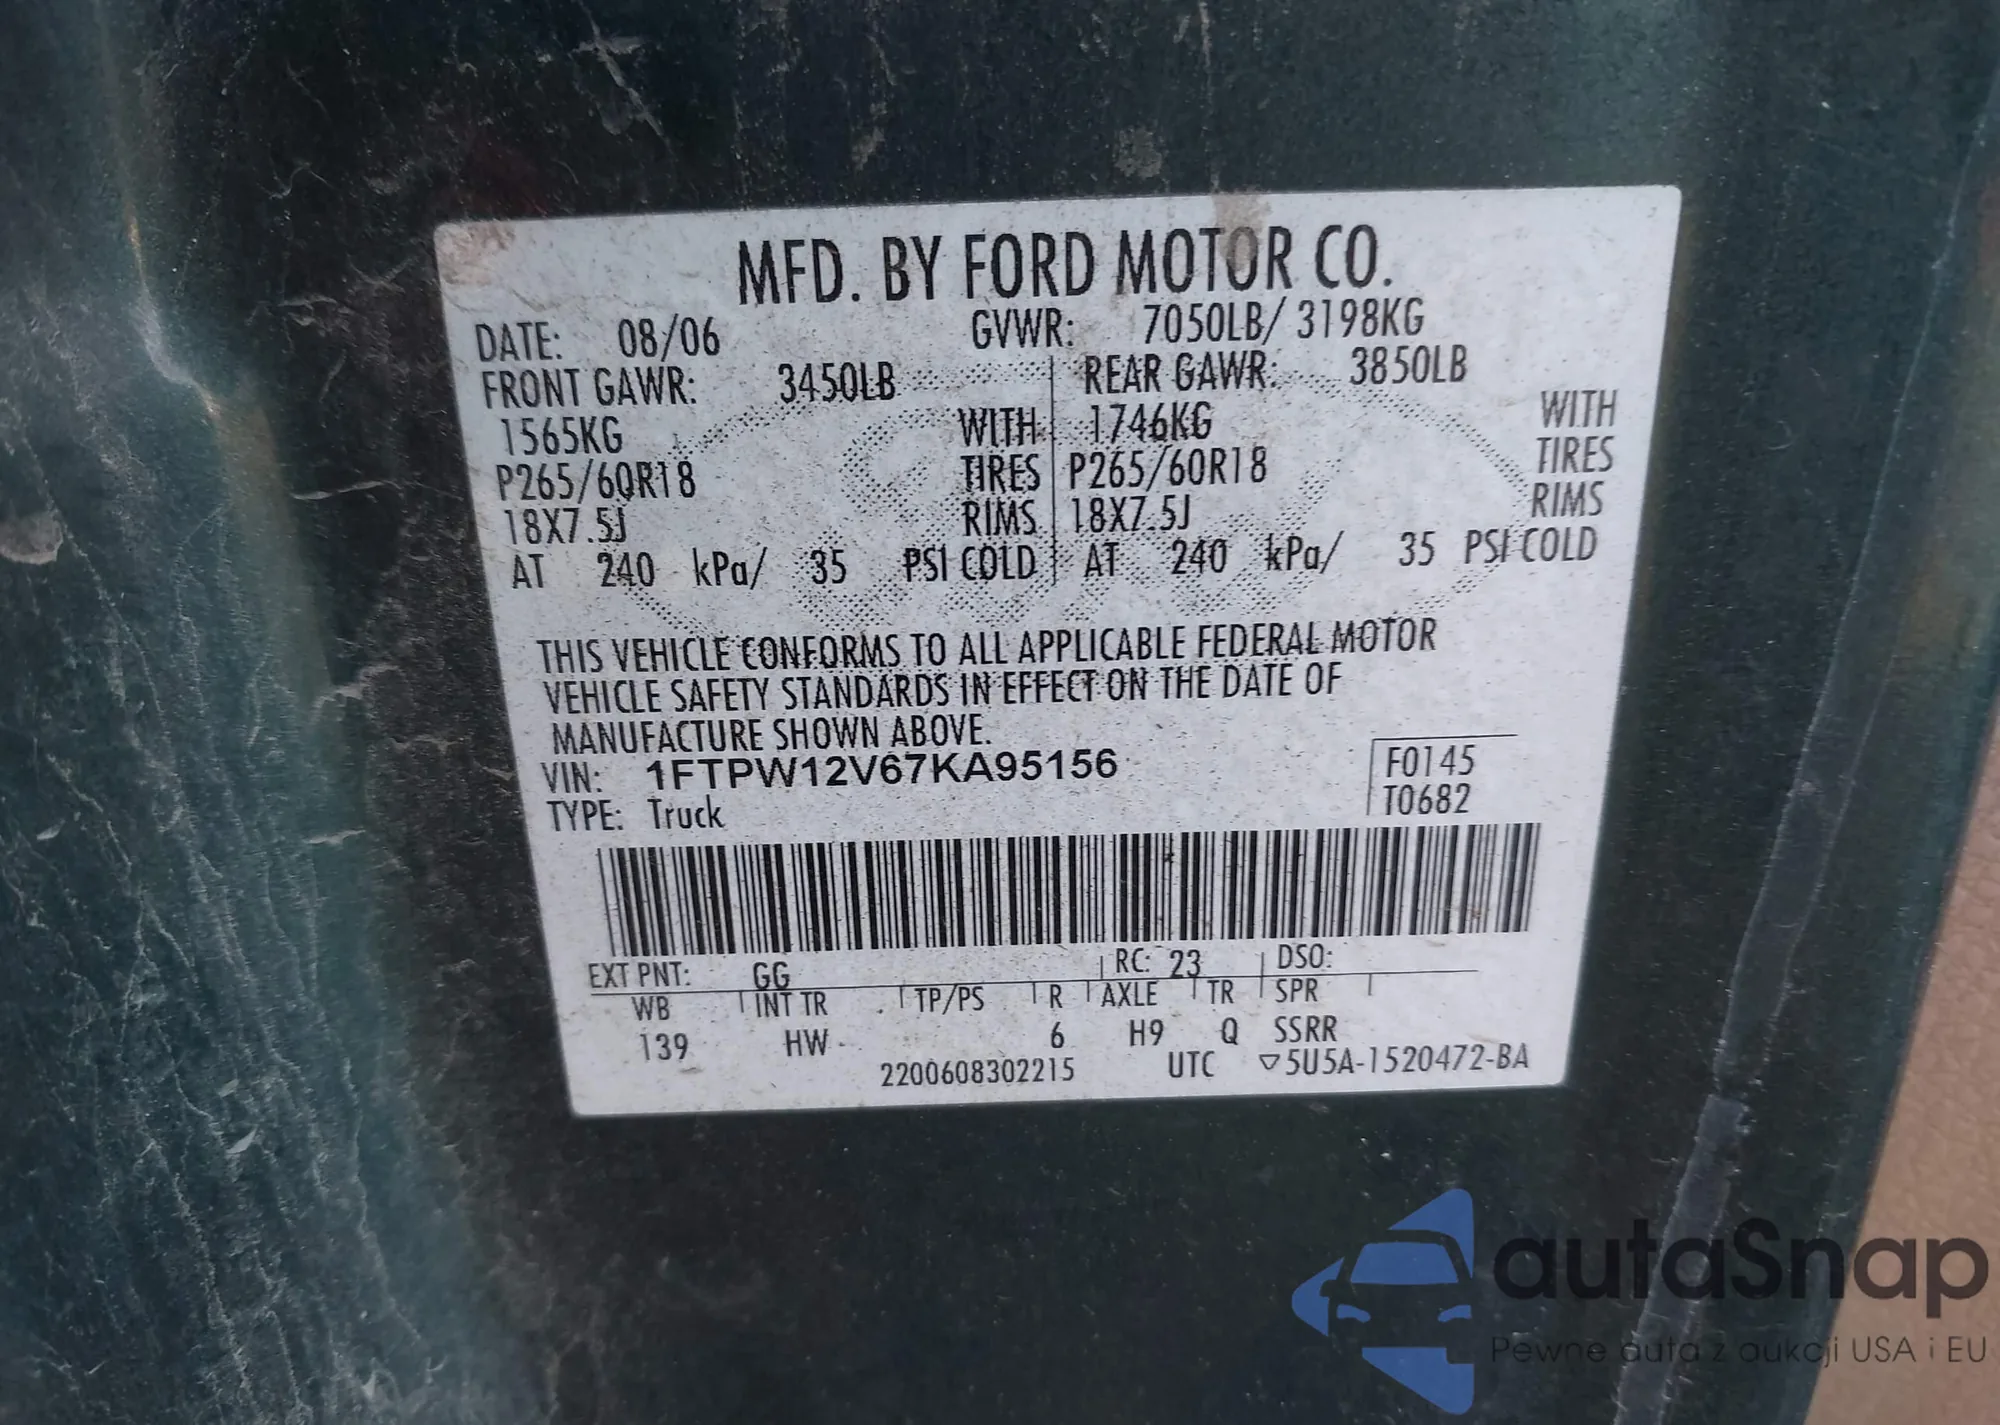 MFD. BY FORD MOTOR CO.
DATE: 08/06 GVWR: 7050LB/ 3198KG
FRONT GAWR: 3450LB REAR GAWR: 3850LB
1565KG WITH 1746KG WITH
P265/60R18 TIRES P265/60R18 TIRES
18X7.5J RIMS 18X7.5J RIMS
AT 240 kPa/ 35 PSI COLD AT 240 kPa/ 35 PSI COLD
THIS VEHICLE CONFORMS TO ALL APPLICABLE FEDERAL MOTOR
VEHICLE SAFETY STANDARDS IN EFFECT ON THE DATE OF
MANUFACTURE SHOWN ABOVE.
VIN: 1FTPW12V67KA95156 F0145
TYPE: Truck T0682
EXT PNT: GG RC: 23 DSO:
WB INT TR TP/PS R AXLE TR SPR
139 HW 6 H9 Q SSRR
2200608302215 UTC ▽5U5A-1520472-BA
autaSnap
Pewne auta z aukcji USA i EU